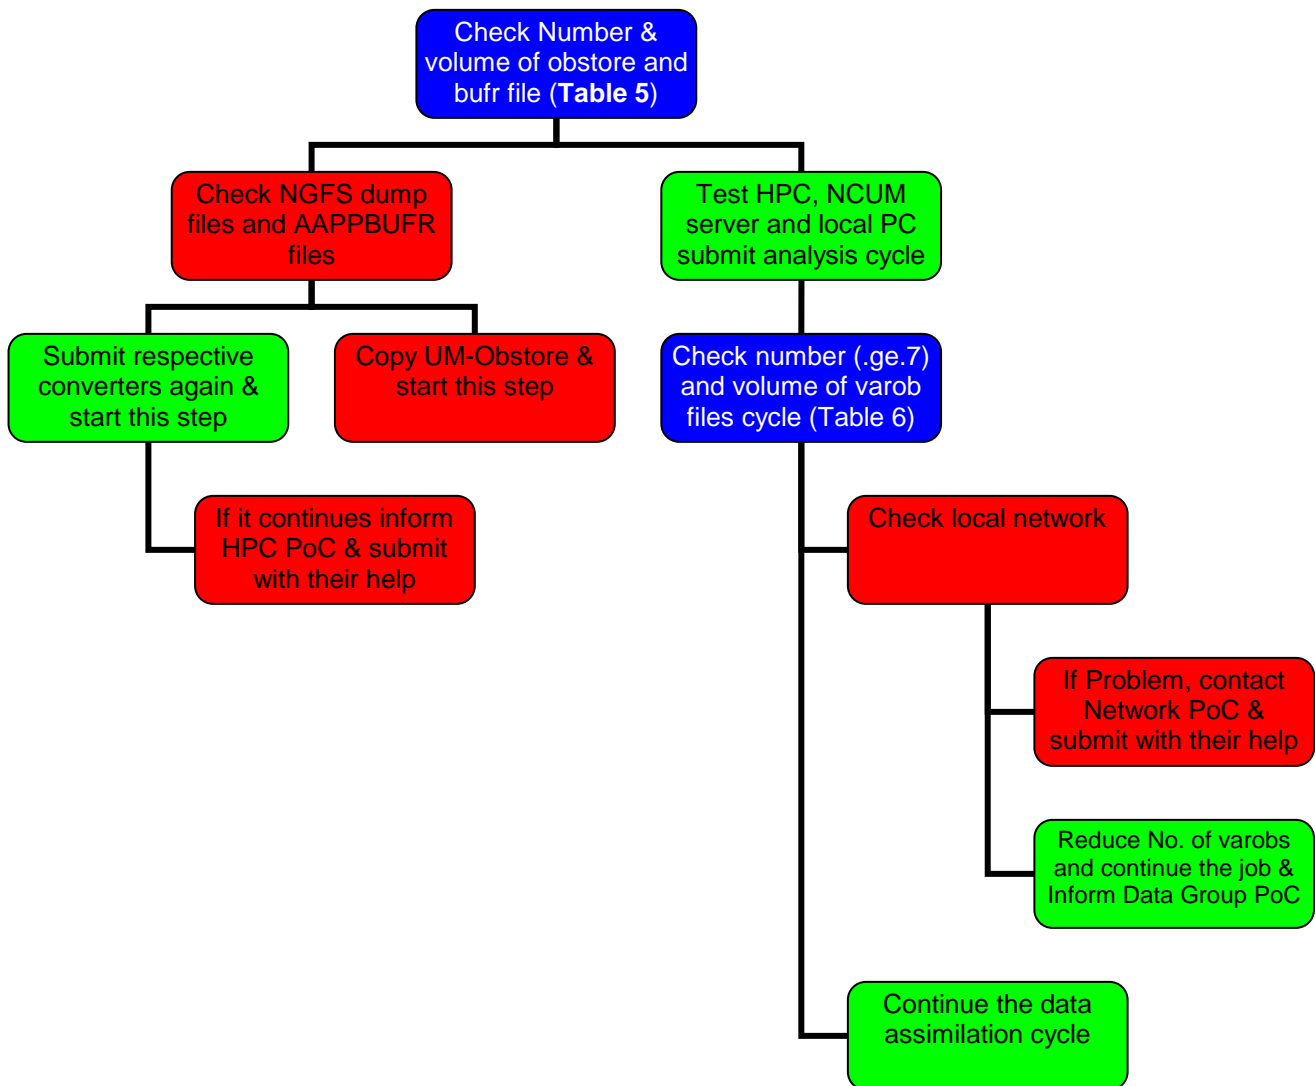 Check Number &
volume of obstore and
bufr file (Table 5)
Check NGFS dump
files and AAPPBUFR
files
Test HPC, NCUM
server and local PC
submit analysis cycle
Submit respective
converters again &
start this step
Copy UM-Obstore &
start this step
Check number (.ge.7)
and volume of varob
files cycle (Table 6)
If it continues inform
HPC PoC & submit
with their help
Check local network
If Problem, contact
Network PoC &
submit with their help
Reduce No. of varobs
and continue the job &
Inform Data Group PoC
Continue the data
assimilation cycle